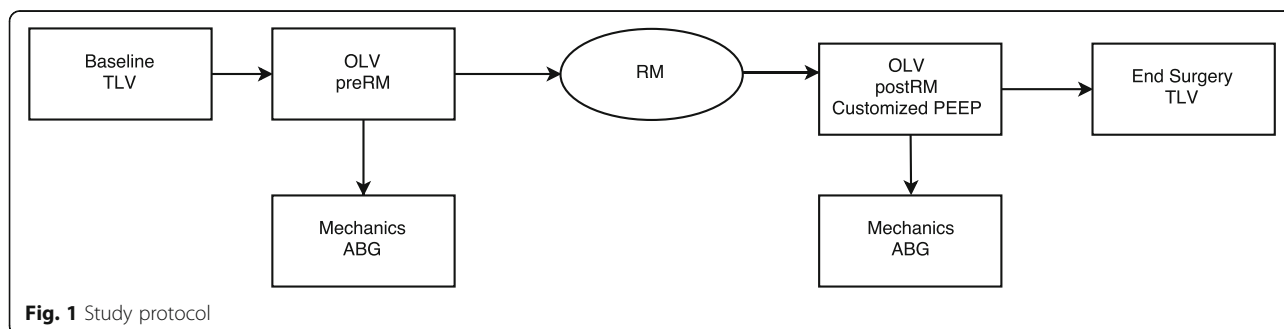 Baseline
TLV
OLV
preRM
RM
OLV
postRM
Customized PEEP
End Surgery
TLV
Mechanics
ABG
Mechanics
ABG
Fig. 1 Study protocol